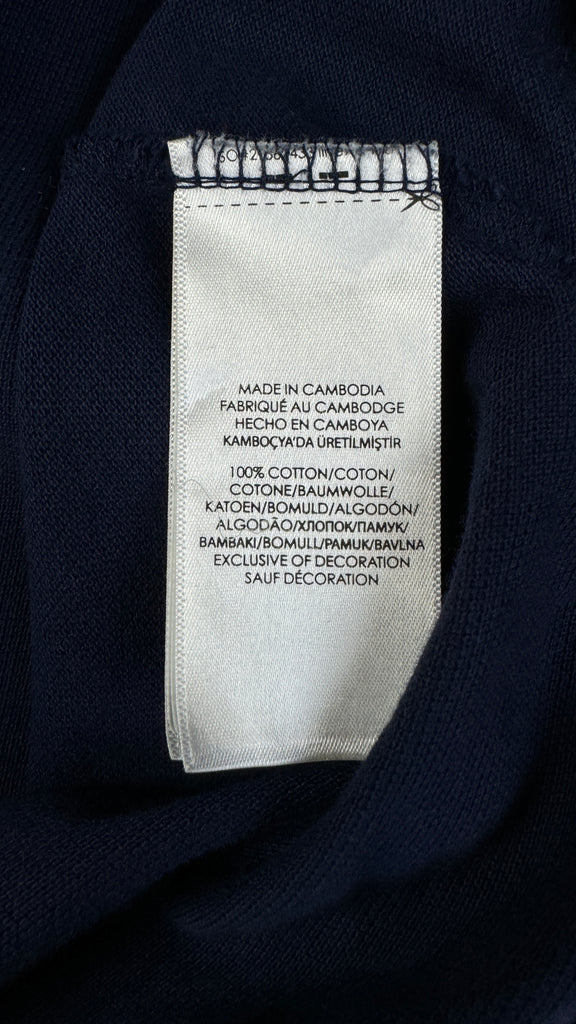 MADE IN CAMBODIA
FABRIQUÉ AU CAMBODGE
HECHO EN CAMBOYA
KAMBOÇYA'DA ÜRETİLMİŞTİR
100% COTTON/COTON/
COTONE/BAUMWOLLE/
KATOEN/BOMULD/ALGODÓN/
ALGODÃO/ХЛОПОК/ПАМУК/
BAMBAKI/BOMULL/PAMUK/BAVLNA
EXCLUSIVE OF DECORATION
SAUF DÉCORATION